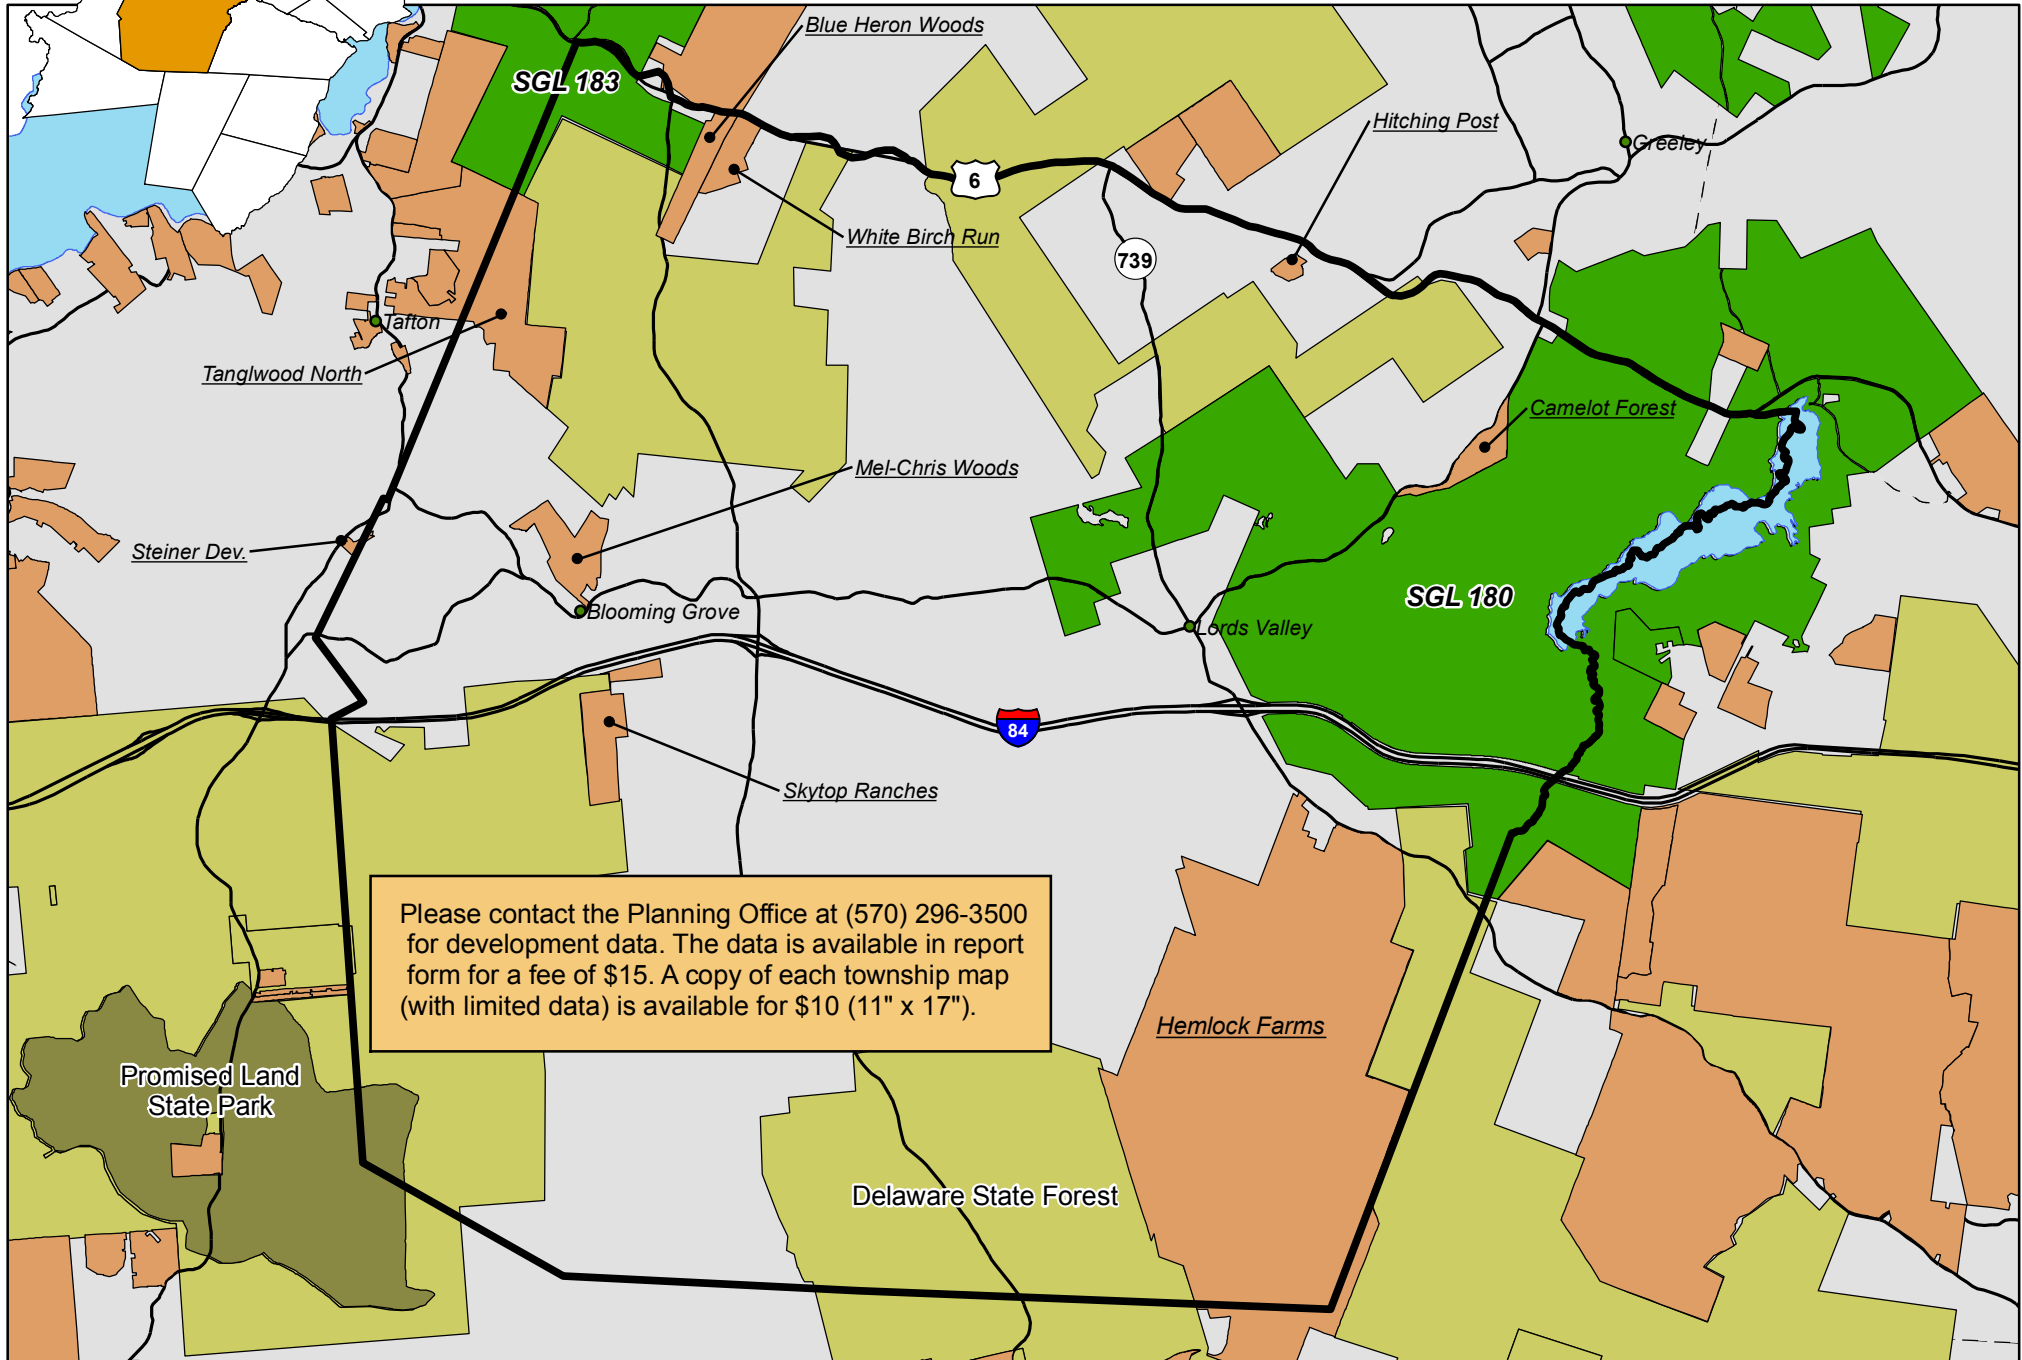 Blue Heron Woods
SGL 183
Hitching Post
Greeley
6
White Birch Run
739
Tafton
Tanglwood North
Camelot Forest
Mel-Chris Woods
Steiner Dev.
SGL 180
Blooming Grove
Lords Valley
84
Skytop Ranches
Please contact the Planning Office at (570) 296-3500
for development data. The data is available in report
form for a fee of $15. A copy of each township map
(with limited data) is available for $10 (11" x 17").
Hemlock Farms
Promised Land
State Park
Delaware State Forest